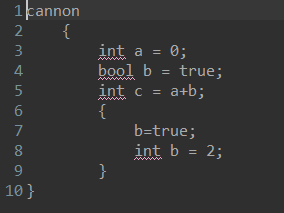 1 cannon
2     {
3         int a = 0;
4         bool b = true;
5         int c = a+b;
6         {
7             b=true;
8             int b = 2;
9         }
10 }